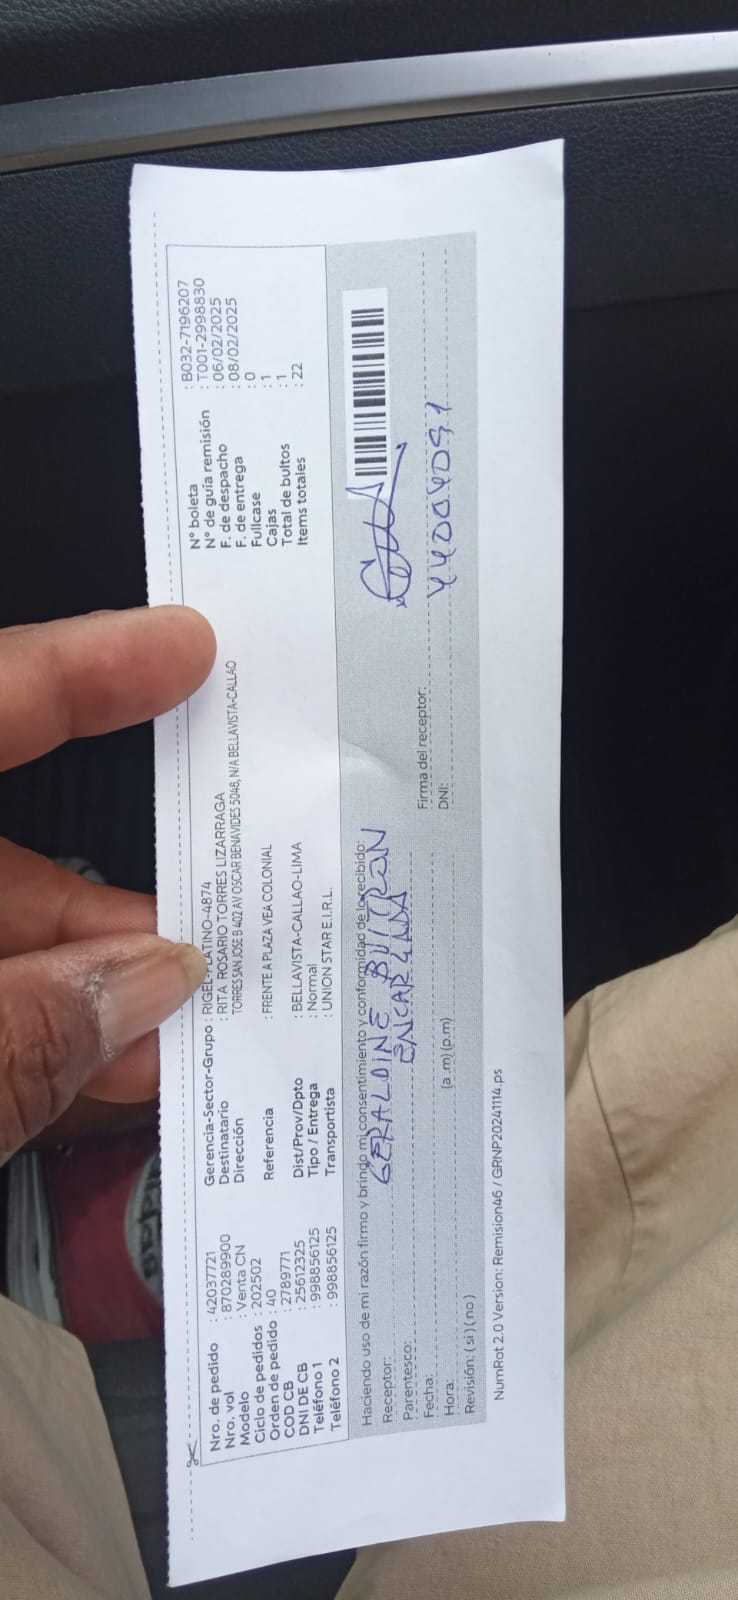 Nro. de pedido : 42037721
Nro. vol : 870289900
Modelo : Venta CN
Ciclo de pedidos : 202502
Orden de pedido : 40
COD CB : 2789771
DNI DE CB : 25612325
Teléfono 1 : 998856125
Teléfono 2 : 998856125
Gerencia-Sector-Grupo : RIGEL-PLATINO-4874
Destinatario : RITA ROSARIO TORRES LIZARRAGA
Dirección : TORRES SAN JOSE B 402 AV OSCAR BENAVIDES 5048, N/A BELLAVISTA-CALLAO
Referencia : FRENTE A PLAZA VEA COLONIAL
Dist/Prov/Dpto : BELLAVISTA-CALLAO-LIMA
Tipo / Entrega : Normal
Transportista : UNION STAR E.I.R.L.
N° boleta : B032-7196207
N° de guía remisión : T001-2998830
F. de despacho : 06/02/2025
F. de entrega : 08/02/2025
Fullcase : 0
Cajas : 1
Total de bultos : 1
Items totales : 22
Haciendo uso de mi razón firmo y brindo mi consentimiento y conformidad de lo recibido:
Receptor: GERALDINE BUITRON
Parentesco: ENCARGADA
Fecha:
Hora: (a.m) (p.m)
Revisión: ( si ) ( no )
Firma del receptor:
DNI: 44004091
NumRot 2.0 Version: Remision46 / GRNP20241114.ps